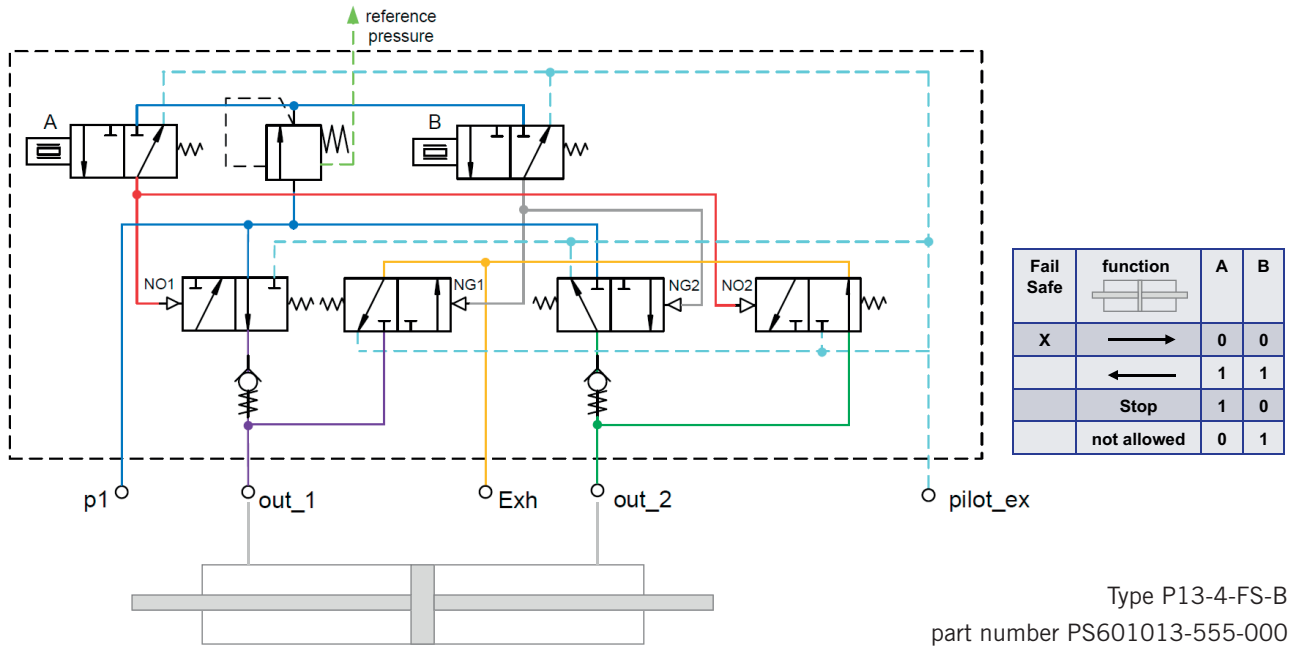 reference
pressure
A
B
NO1
NG1
NG2
NO2
p1
out_1
Exh
out_2
pilot_ex
Fail
Safe
function
A
B
X
0
0
1
1
Stop
1
0
not allowed
0
1
Type P13-4-FS-B
part number PS601013-555-000